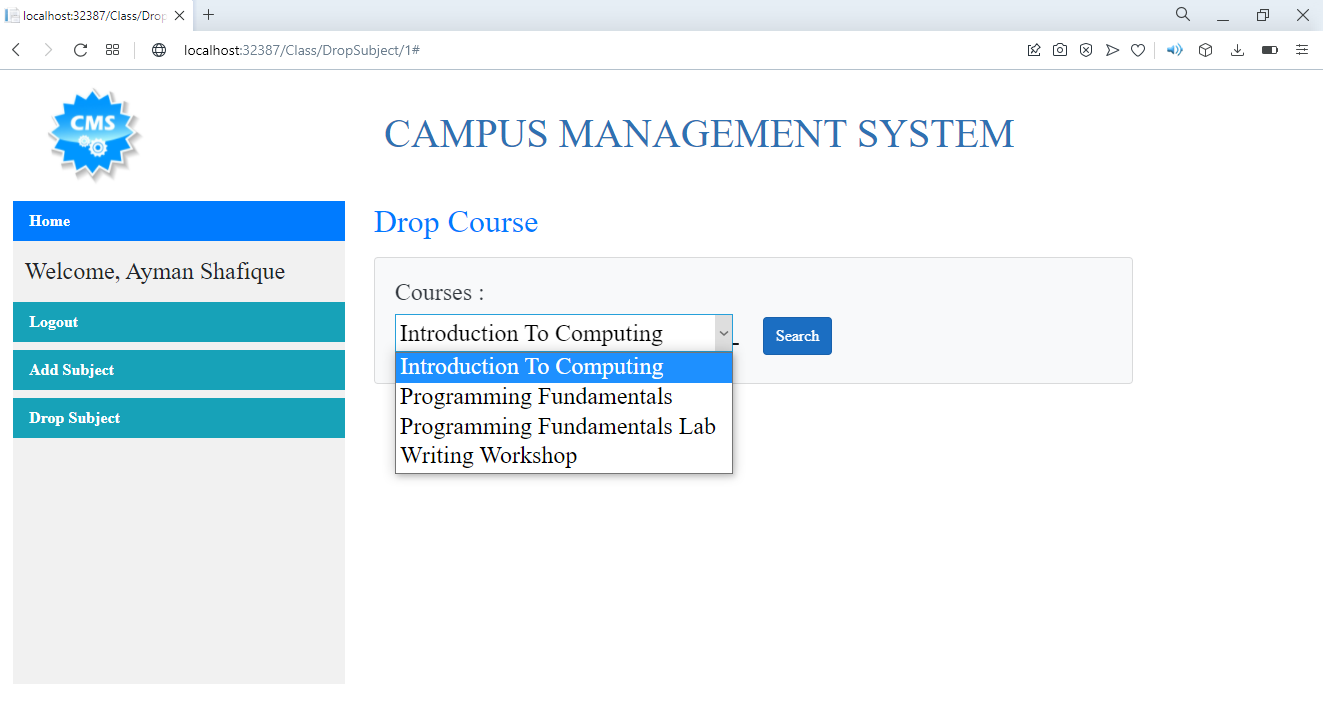 localhost:32387/Class/Drop
localhost:32387/Class/DropSubject/1#
CMS
CAMPUS MANAGEMENT SYSTEM
Home
Welcome, Ayman Shafique
Logout
Add Subject
Drop Subject
Drop Course
Courses :
Introduction To Computing
Search
Introduction To Computing
Programming Fundamentals
Programming Fundamentals Lab
Writing Workshop